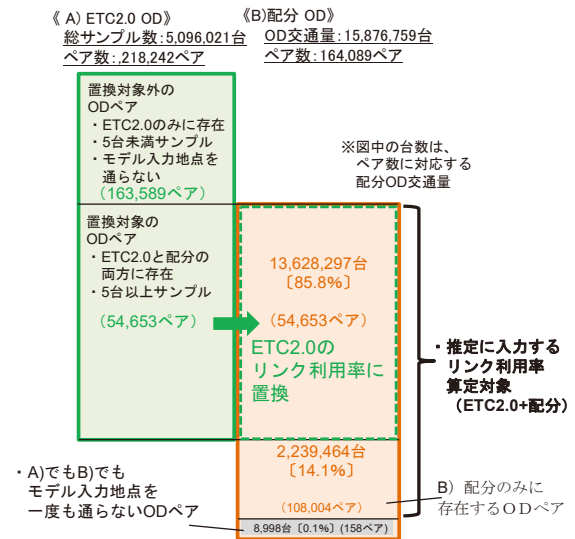 《 A) ETC2.0 OD》
総サンプル数：5,096,021台
ペア数：,218,242ペア
《B)配分 OD》
OD交通量：15,876,759台
ペア数：164,089ペア
置換対象外の
ODペア
・ETC2.0のみに存在
・5台未満サンプル
・モデル入力地点を
通らない
（163,589ペア）
※図中の台数は、
ペア数に対応する
配分OD交通量
置換対象の
ODペア
・ETC2.0と配分の
両方に存在
・5台以上サンプル
（54,653ペア）
13,628,297台
〔85.8%〕
（54,653ペア）
ETC2.0の
リンク利用率に
置換
・推定に入力する
リンク利用率
算定対象
（ETC2.0+配分）
2,239,464台
〔14.1%〕
（108,004ペア）
・A)でもB)でも
モデル入力地点を
一度も通らないODペア
B）配分のみに
存在するＯＤペア
8,998台〔0.1%〕(158ペア）